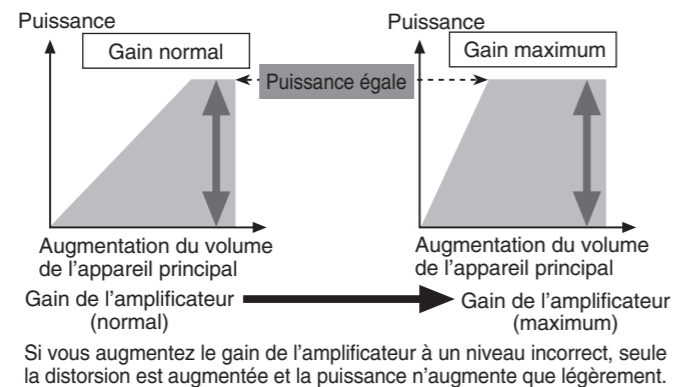 Puissance
Gain normal
Puissance
Gain maximum
Puissance égale
Augmentation du volume
de l’appareil principal
Augmentation du volume
de l’appareil principal
Gain de l’amplificateur
(normal)
Gain de l’amplificateur
(maximum)
Si vous augmentez le gain de l’amplificateur à un niveau incorrect, seule
la distorsion est augmentée et la puissance n’augmente que légèrement.